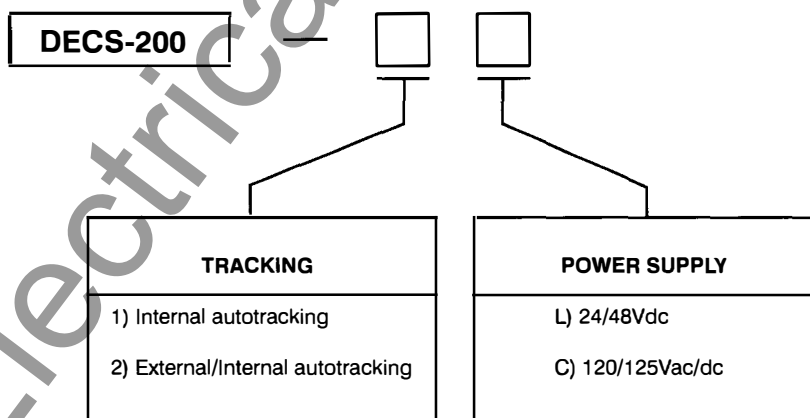 DECS-200 —
TRACKING
1) Internal autotracking
2) External/Internal autotracking
POWER SUPPLY
L) 24/48Vdc
C) 120/125Vac/dc